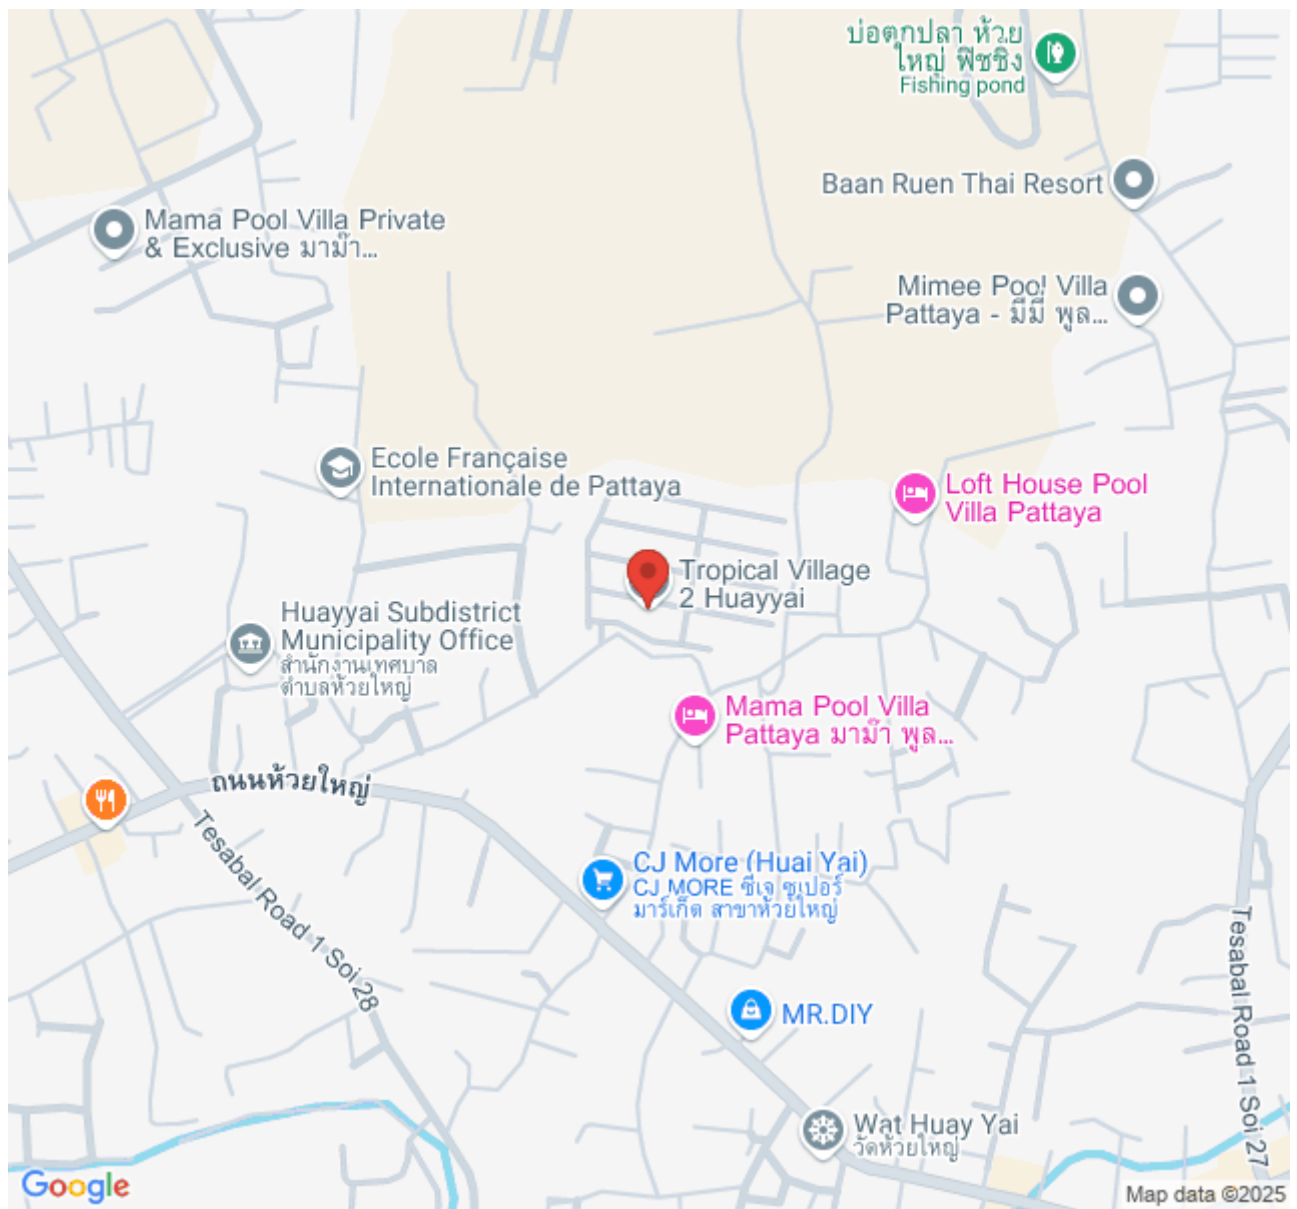 บ่อตกปลา ห้วย
ใหญ่ ฟิชชิง
Fishing pond
Baan Ruen Thai Resort
Mama Pool Villa Private
& Exclusive มาม๊า...
Mimee Pool Villa
Pattaya - มีมี่ พูล...
Ecole Française
Internationale de Pattaya
Loft House Pool
Villa Pattaya
Tropical Village
2 Huayyai
Huayyai Subdistrict
Municipality Office
สำนักงานเทศบาล
ตำบลห้วยใหญ่
Mama Pool Villa
Pattaya มาม๊า พูล...
ถนนห้วยใหญ่
Tesabal Road 1 Soi 28
CJ More (Huai Yai)
CJ MORE ซีเจ ซูเปอร์
มาร์เก็ต สาขาห้วยใหญ่
MR.DIY
Tesabal Road 1 Soi 27
Wat Huay Yai
วัดห้วยใหญ่
Google
Map data ©2025